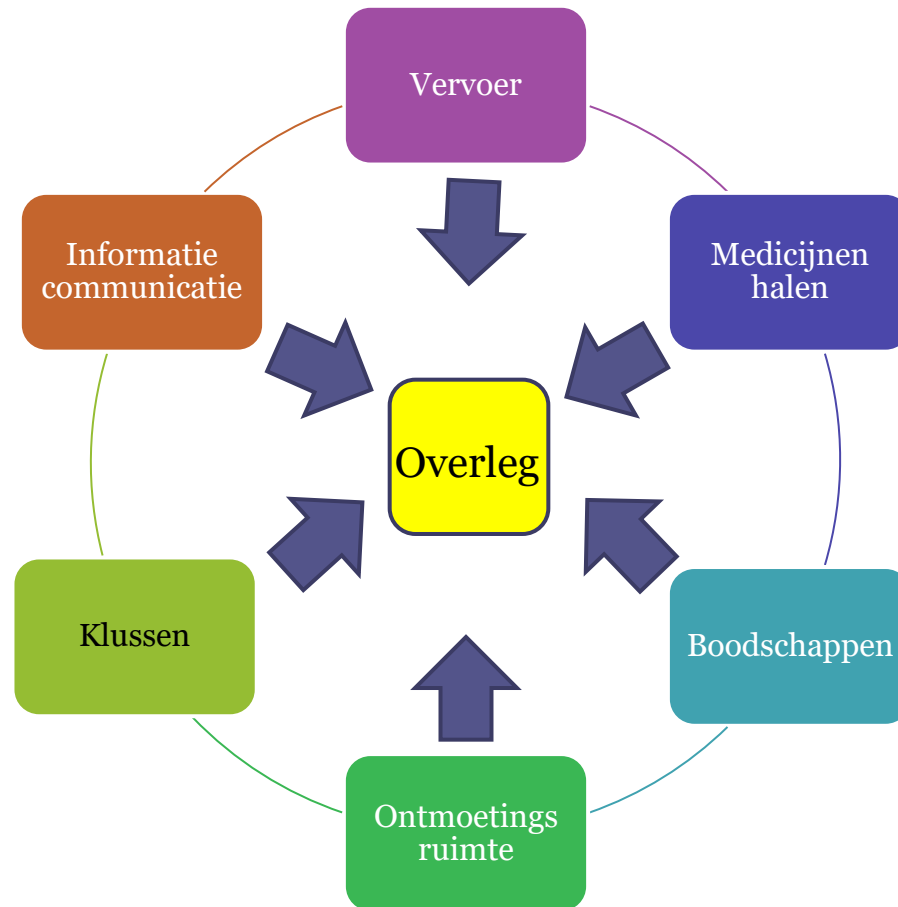 Vervoer
Informatie
communicatie
Medicijnen
halen
Overleg
Klussen
Boodschappen
Ontmoetings
ruimte